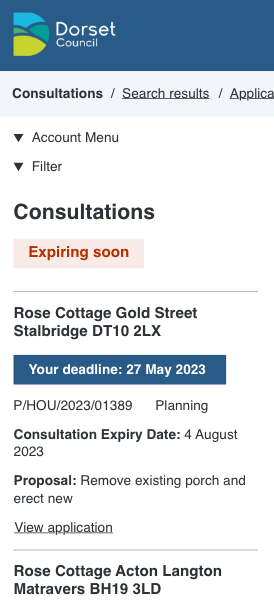 Dorset
Council
Consultations / Search results / Applica
▼ Account Menu
▼ Filter
Consultations
Expiring soon
Rose Cottage Gold Street
Stalbridge DT10 2LX
Your deadline: 27 May 2023
P/HOU/2023/01389 Planning
Consultation Expiry Date: 4 August
2023
Proposal: Remove existing porch and
erect new
View application
Rose Cottage Acton Langton
Matravers BH19 3LD